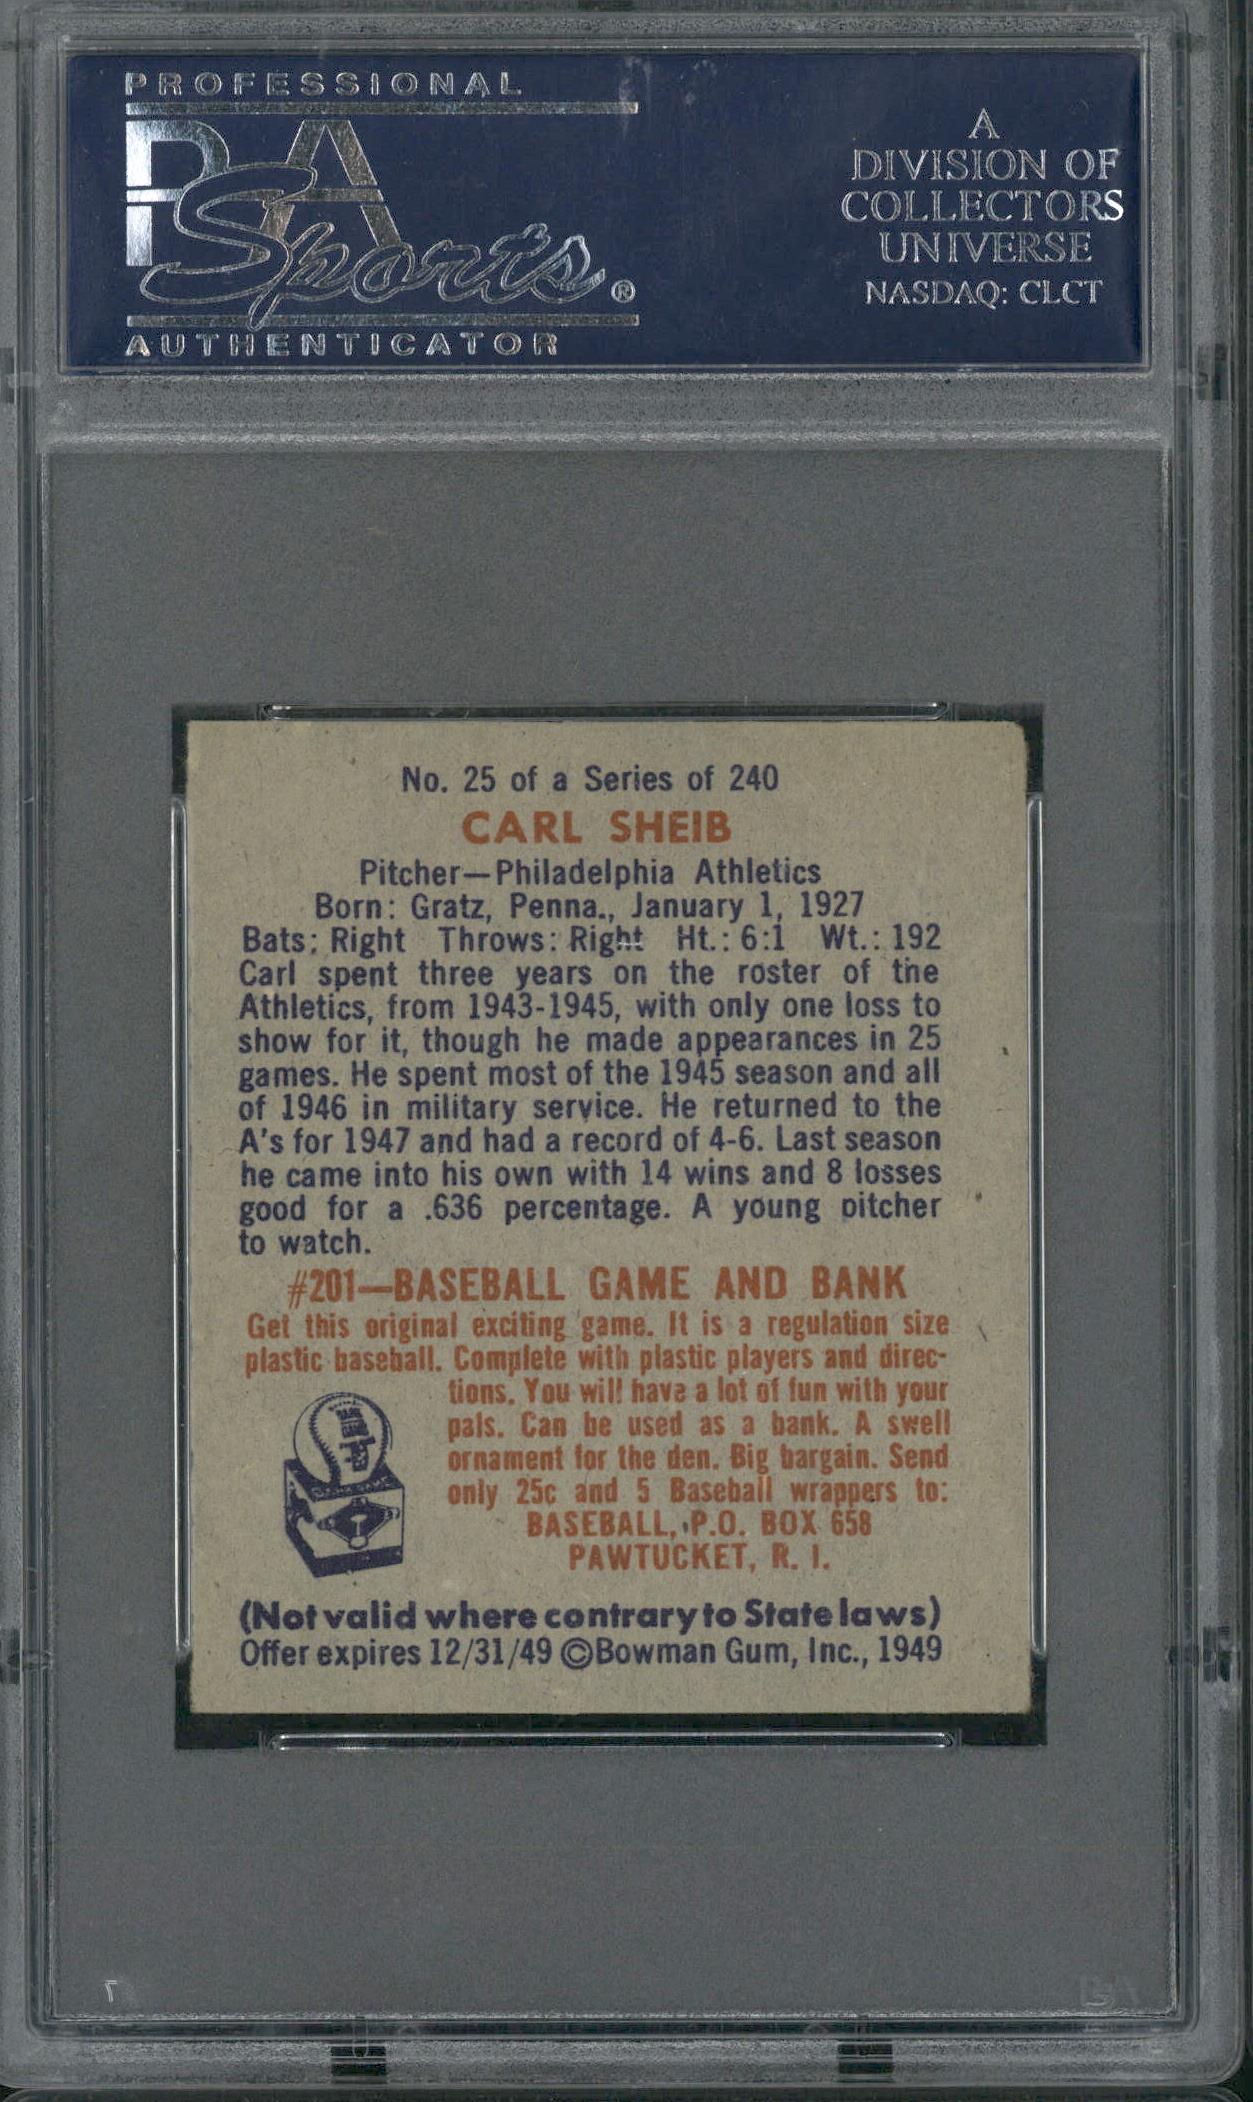 PROFESSIONAL
PSA
Sports®
AUTHENTICATOR
A
DIVISION OF
COLLECTORS
UNIVERSE
NASDAQ: CLCT
No. 25 of a Series of 240
CARL SHEIB
Pitcher—Philadelphia Athletics
Born: Gratz, Penna., January 1, 1927
Bats: Right Throws: Right Ht.: 6:1 Wt.: 192
Carl spent three years on the roster of the
Athletics, from 1943-1945, with only one loss to
show for it, though he made appearances in 25
games. He spent most of the 1945 season and all
of 1946 in military service. He returned to the
A's for 1947 and had a record of 4-6. Last season
he came into his own with 14 wins and 8 losses
good for a .636 percentage. A young pitcher
to watch.
#201—BASEBALL GAME AND BANK
Get this original exciting game. It is a regulation size
plastic baseball. Complete with plastic players and direc-
tions. You will have a lot of fun with your
pals. Can be used as a bank. A swell
ornament for the den. Big bargain. Send
only 25c and 5 Baseball wrappers to:
BASEBALL, P.O. BOX 658
PAWTUCKET, R. I.
(Not valid where contrary to State laws)
Offer expires 12/31/49 ©Bowman Gum, Inc., 1949